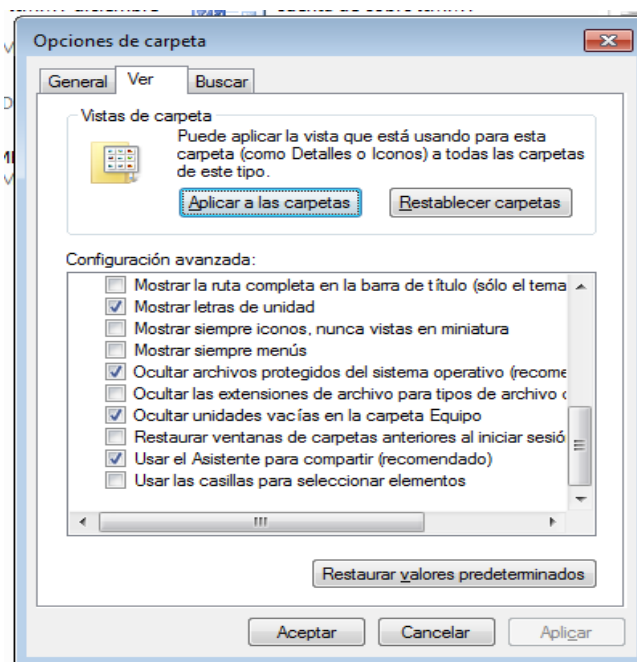 Opciones de carpeta
General Ver Buscar
Vistas de carpeta
Puede aplicar la vista que está usando para esta
carpeta (como Detalles o Iconos) a todas las carpetas
de este tipo.
Aplicar a las carpetas Restablecer carpetas
Configuración avanzada:
Mostrar la ruta completa en la barra de título (sólo el tema
Mostrar letras de unidad
Mostrar siempre iconos, nunca vistas en miniatura
Mostrar siempre menús
Ocultar archivos protegidos del sistema operativo (recome
Ocultar las extensiones de archivo para tipos de archivo
Ocultar unidades vacías en la carpeta Equipo
Restaurar ventanas de carpetas anteriores al iniciar sesió
Usar el Asistente para compartir (recomendado)
Usar las casillas para seleccionar elementos
Restaurar valores predeterminados
Aceptar Cancelar Aplicar